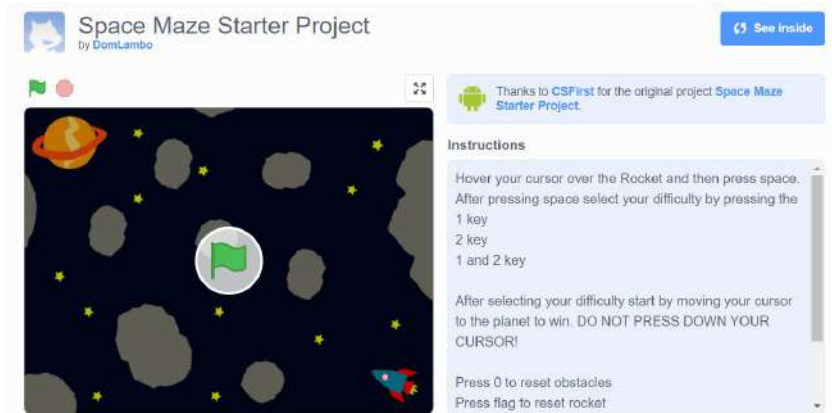 Space Maze Starter Project
by DomLambo
See inside
Thanks to CSFirst for the original project Space Maze
Starter Project.
Instructions
Hover your cursor over the Rocket and then press space.
After pressing space select your difficulty by pressing the
1 key
2 key
1 and 2 key
After selecting your difficulty start by moving your cursor
to the planet to win. DO NOT PRESS DOWN YOUR
CURSOR!
Press 0 to reset obstacles
Press flag to reset rocket